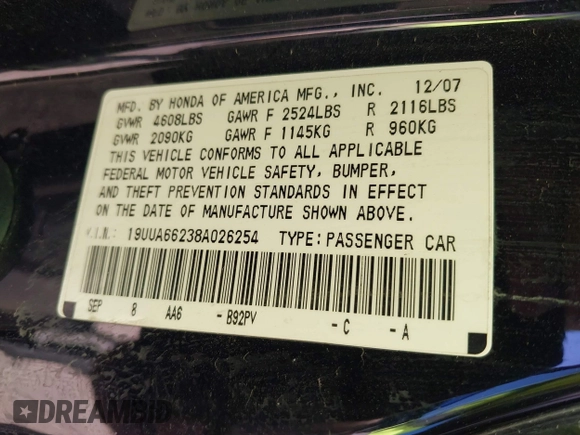 MFD. BY HONDA OF AMERICA MFG., INC. 12/07
GVWR 4608LBS GAWR F 2524LBS R 2116LBS
GVWR 2090KG GAWR F 1145KG R 960KG
THIS VEHICLE CONFORMS TO ALL APPLICABLE
FEDERAL MOTOR VEHICLE SAFETY, BUMPER,
AND THEFT PREVENTION STANDARDS IN EFFECT
ON THE DATE OF MANUFACTURE SHOWN ABOVE.
V.I.N.: 19UUA66238A026254 TYPE: PASSENGER CAR
SEP 8 AA6 -B92PV -C -A
DREAMBID